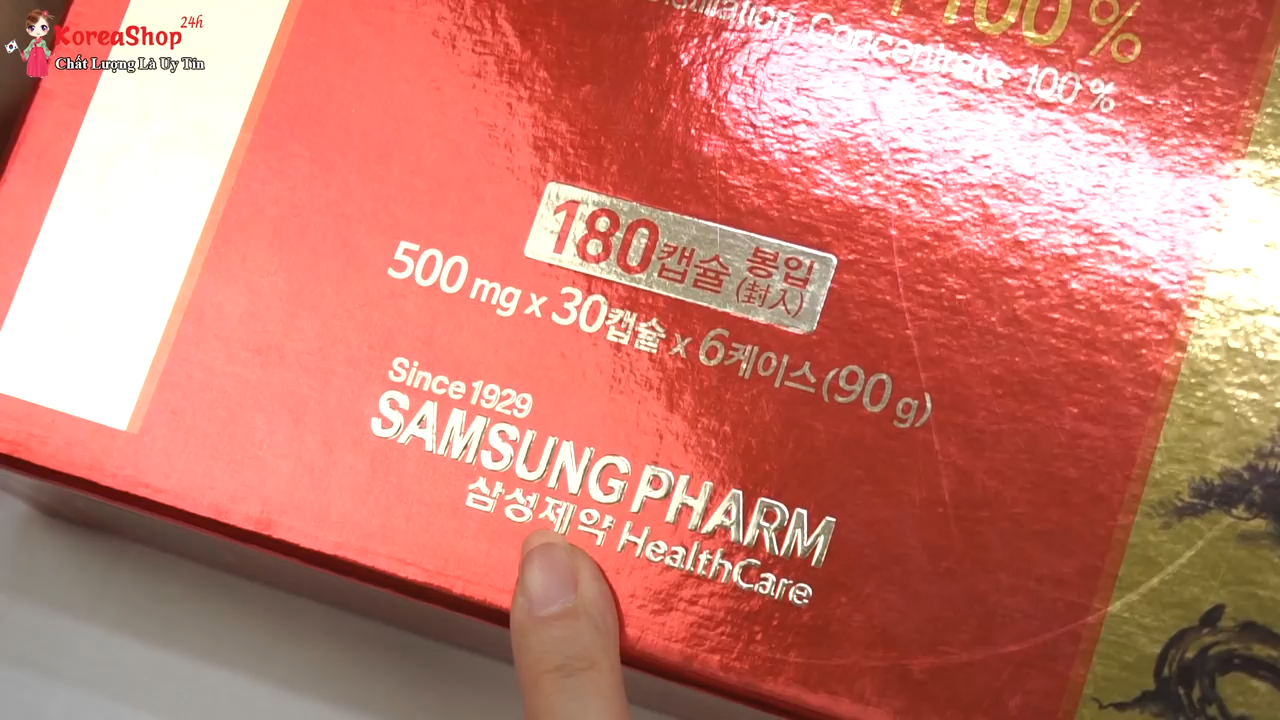 KoreaShop 24h
Chất Lượng Là Uy Tín
100%
Distillation Concentrate 100%
180캡슐 봉입 (封入)
500 mg x 30캡슐 x 6케이스(90 g)
Since 1929
SAMSUNG PHARM
삼성제약 HealthCare